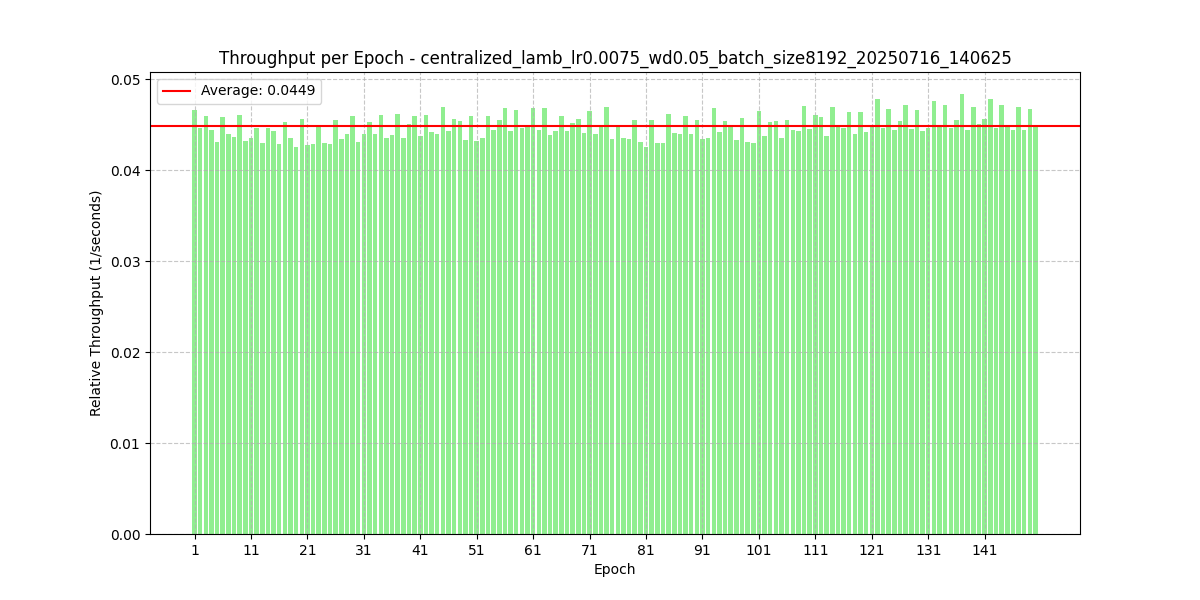 Throughput per Epoch - centralized_lamb_lr0.0075_wd0.05_batch_size8192_20250716_140625
Average: 0.0449
Relative Throughput (1/seconds)
0.05
0.04
0.03
0.02
0.01
0.00
1 11 21 31 41 51 61 71 81 91 101 111 121 131 141
Epoch